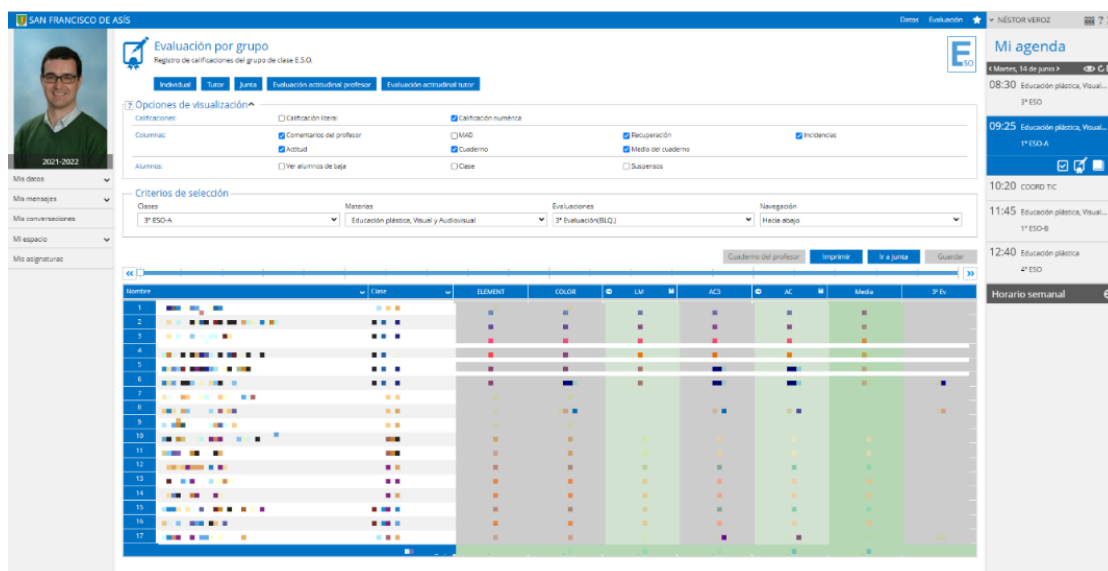 SAN FRANCISCO DE ASÍS
Datos Evaluación NÉSTOR VEROZ ?
Evaluación por grupo
Registro de calificaciones del grupo de clase E.S.O.
ESO
Individual Tutor Junta Evaluación actitudinal profesor Evaluación actitudinal tutor
? Opciones de visualización
Calificaciones: Calificación literal Calificación numérica
Columnas: Comentarios del profesor MAD Recuperación Incidencias
Actitud Cuaderno Media del cuaderno
Alumnos: Ver alumnos de baja Clase Suspensos
Criterios de selección
Clases Materias Evaluaciones Navegación
3º ESO-A Educación plástica, Visual y Audiovisual 3ª Evaluación(BLQ.) Hacia abajo
Cuaderno del profesor Imprimir Ir a junta Guardar
Nombre Clase ELEMENT COLOR LM AC3 AC Media 3ª Ev
1
2
3
4
5
6
7
8
9
10
11
12
13
14
15
16
17
2021-2022
Mis datos
Mis mensajes
Mis conversaciones
Mi espacio
Mis asignaturas
Mi agenda
< Martes, 14 de junio >
08:30 Educación plástica, Visual...
3º ESO
09:25 Educación plástica, Visual...
1º ESO-A
10:20 COORD TIC
11:45 Educación plástica, Visual...
1º ESO-B
12:40 Educación plástica
4º ESO
Horario semanal